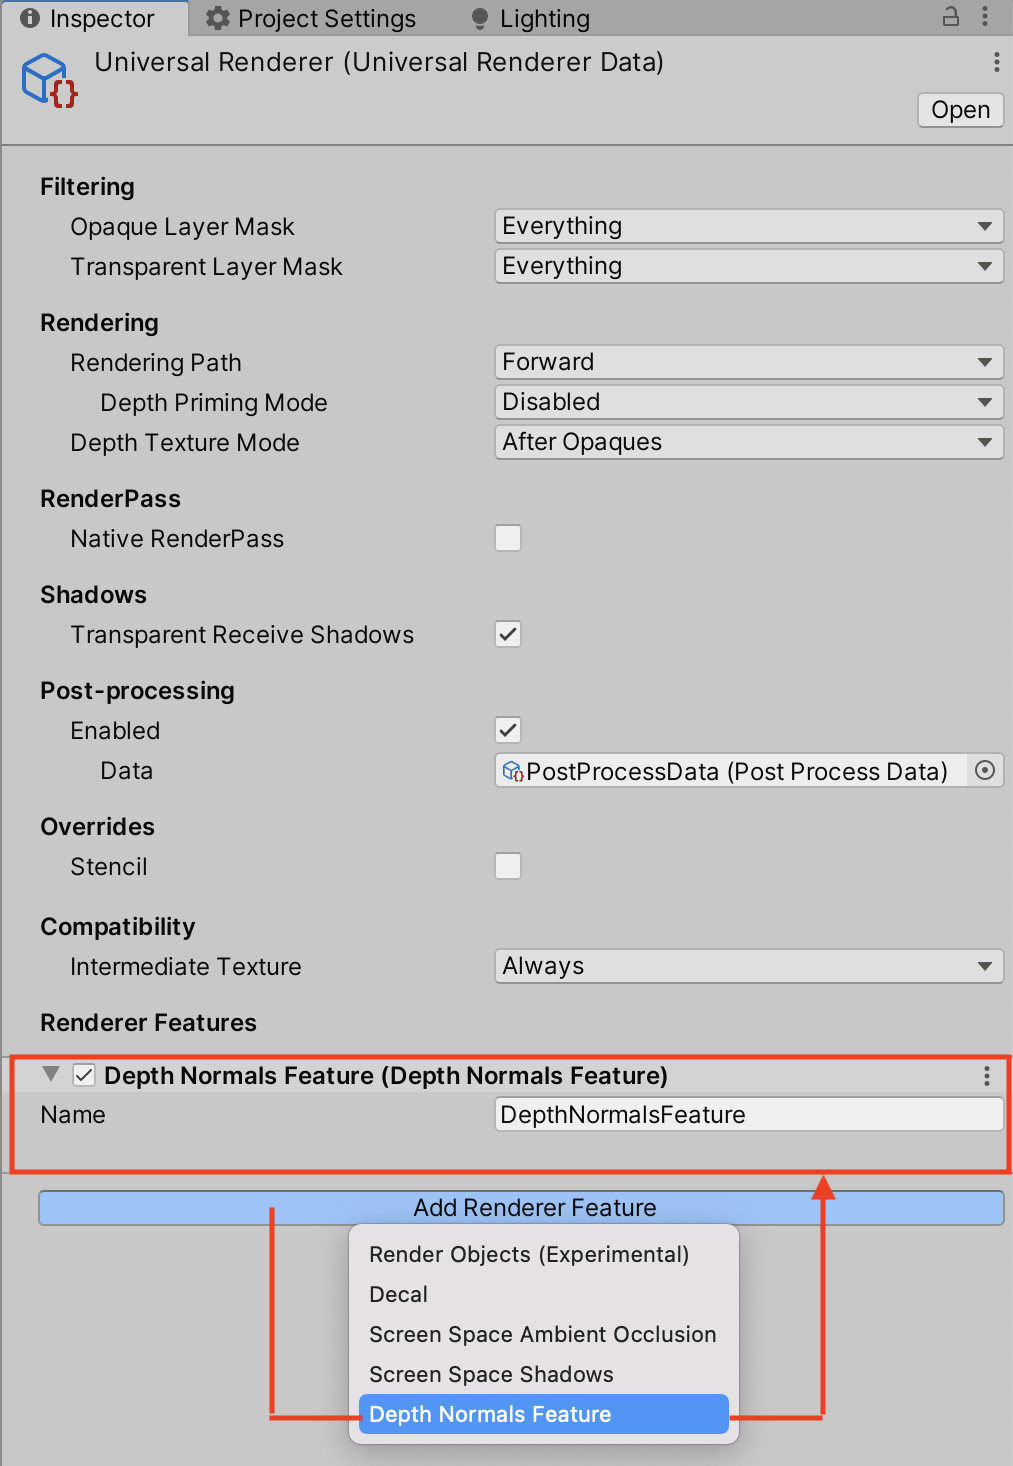 Inspector Project Settings Lighting
Universal Renderer (Universal Renderer Data)
Open
Filtering
Opaque Layer Mask Everything
Transparent Layer Mask Everything
Rendering
Rendering Path Forward
Depth Priming Mode Disabled
Depth Texture Mode After Opaques
RenderPass
Native RenderPass
Shadows
Transparent Receive Shadows
Post-processing
Enabled
Data PostProcessData (Post Process Data)
Overrides
Stencil
Compatibility
Intermediate Texture Always
Renderer Features
Depth Normals Feature (Depth Normals Feature)
Name DepthNormalsFeature
Add Renderer Feature
Render Objects (Experimental)
Decal
Screen Space Ambient Occlusion
Screen Space Shadows
Depth Normals Feature